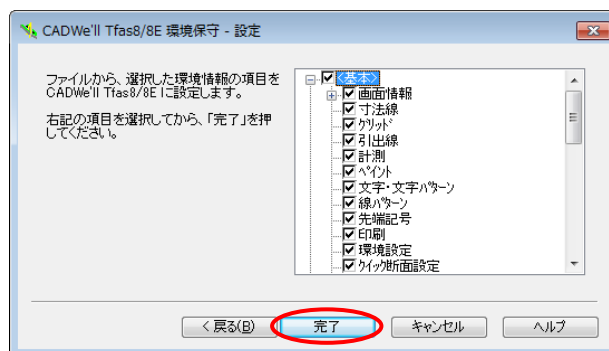 CADWe'll Tfas8/8E 環境保守 - 設定
ファイルから、選択した環境情報の項目を
CADWe'll Tfas8/8E に設定します。
右記の項目を選択してから、「完了」を押
してください。
<基本>
画面情報
寸法線
グリッド
引出線
計測
ペイント
文字・文字パターン
線パターン
先端記号
印刷
環境設定
クイック断面設定
< 戻る(B)
完了
キャンセル
ヘルプ